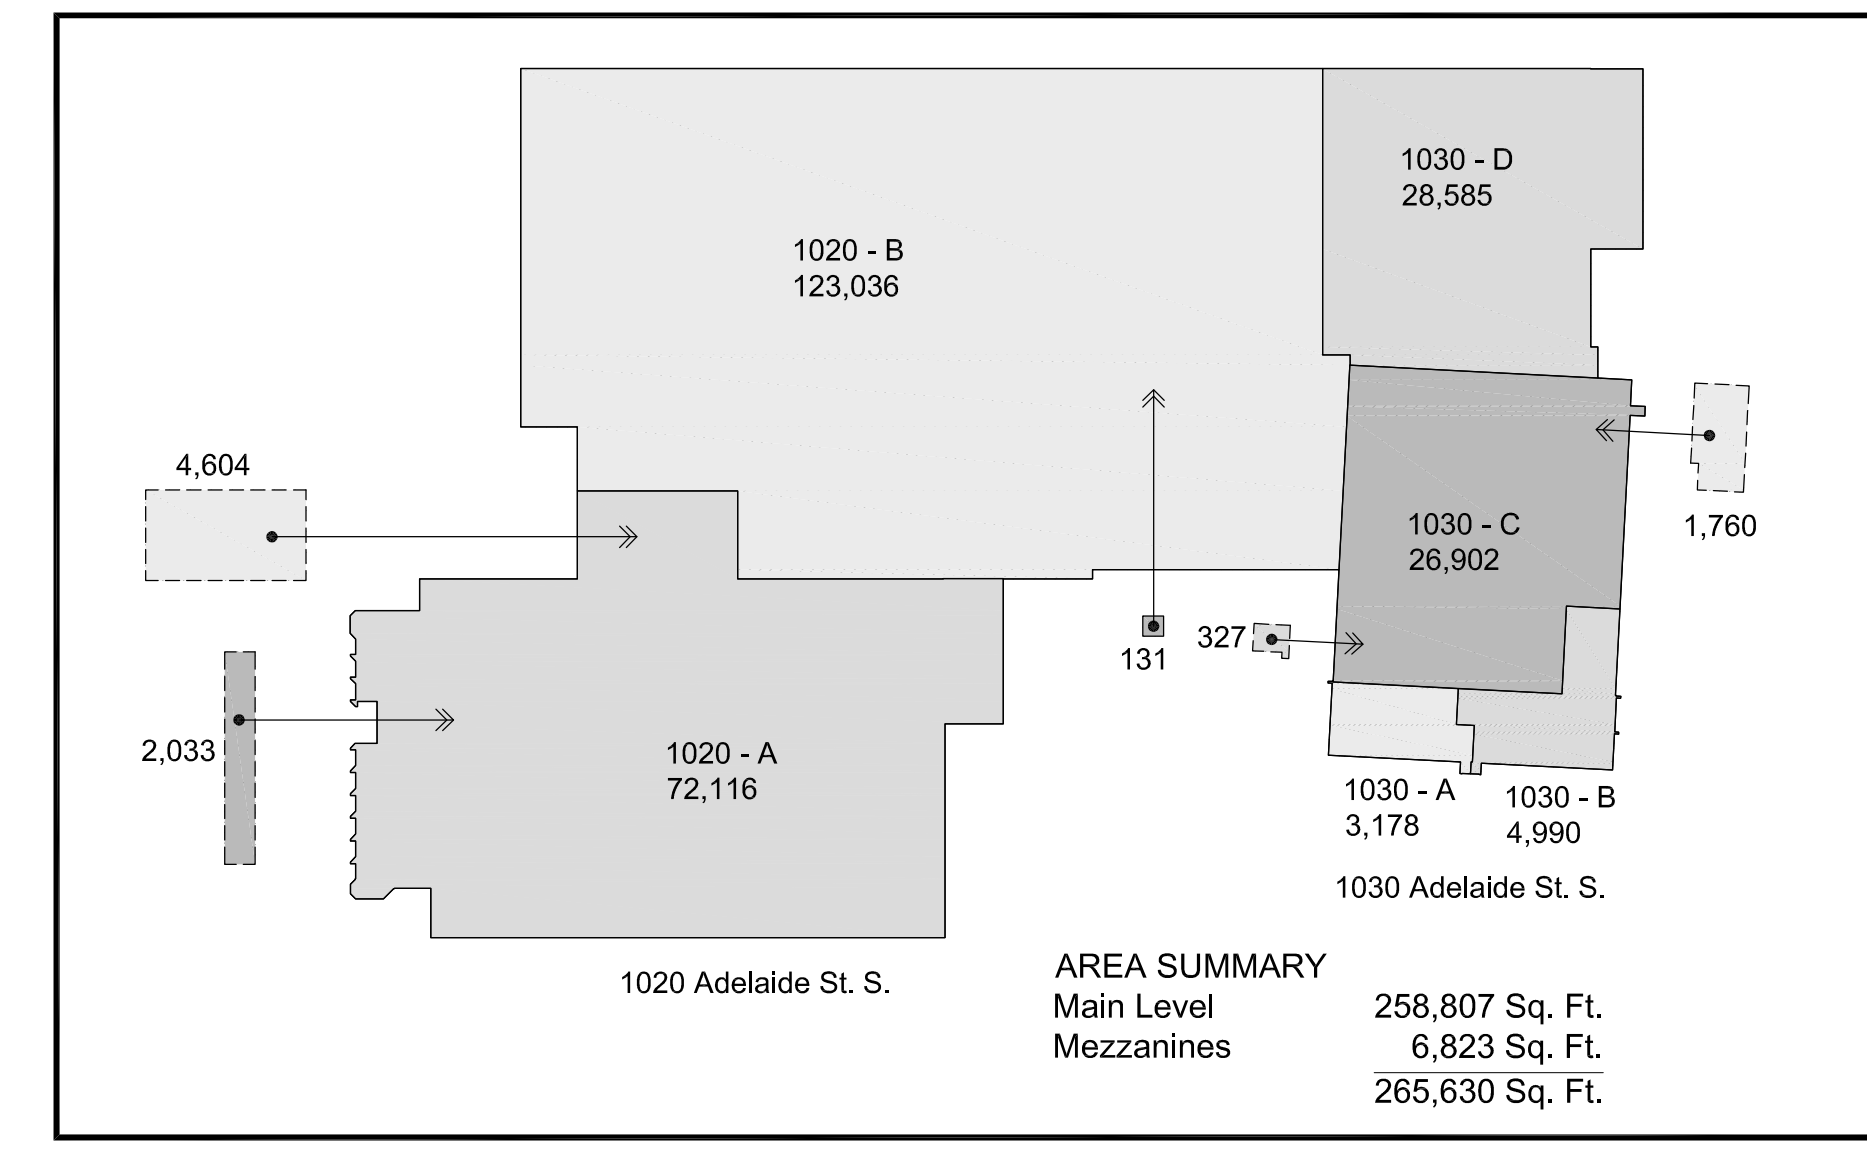 1030 - D
28,585
1020 - B
123,036
4,604
1030 - C
26,902
1,760
327
131
2,033
1020 - A
72,116
1030 - A
3,178
1030 - B
4,990
1030 Adelaide St. S.
1020 Adelaide St. S.
AREA SUMMARY
Main Level 258,807 Sq. Ft.
Mezzanines 6,823 Sq. Ft.
265,630 Sq. Ft.